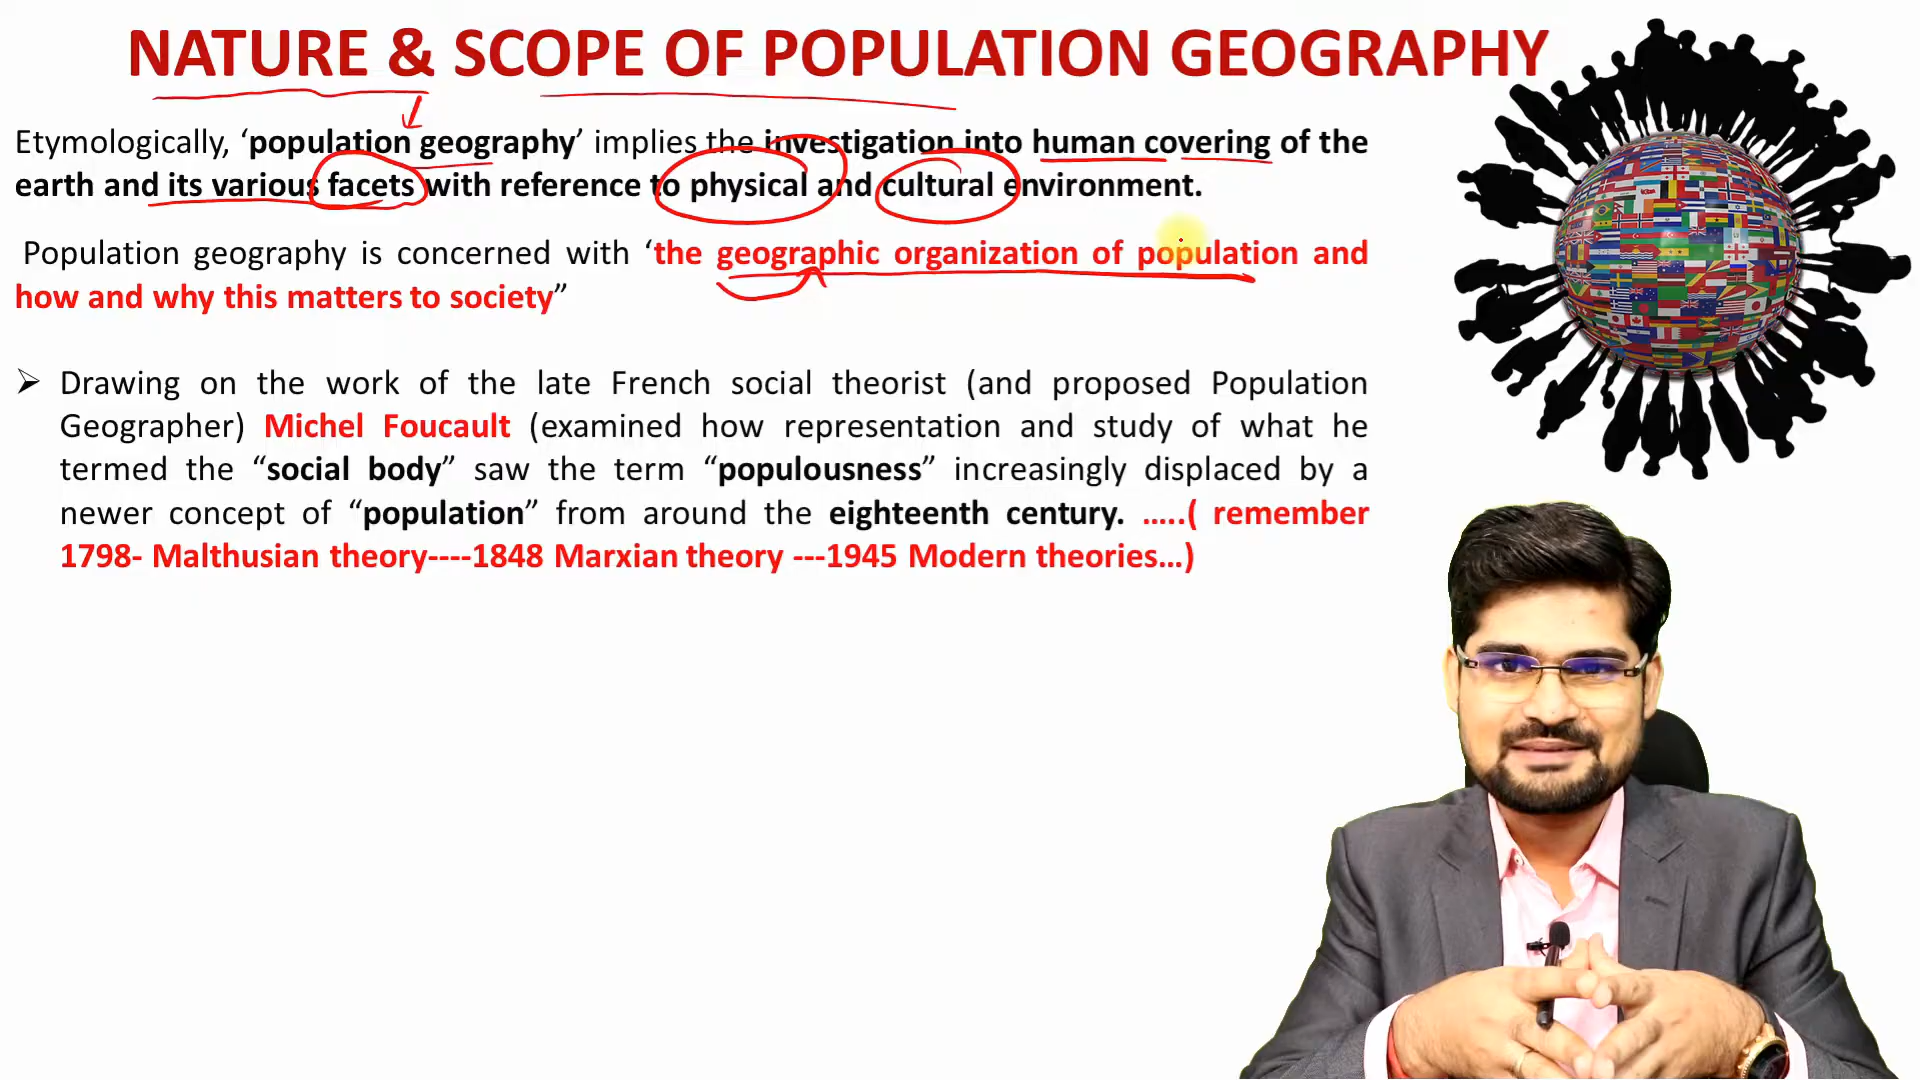 NATURE & SCOPE OF POPULATION GEOGRAPHY
Etymologically, ‘population geography’ implies the investigation into human covering of the
earth and its various facets with reference to physical and cultural environment.
Population geography is concerned with ‘the geographic organization of population and
how and why this matters to society”
➢ Drawing on the work of the late French social theorist (and proposed Population
Geographer) Michel Foucault (examined how representation and study of what he
termed the “social body” saw the term “populousness” increasingly displaced by a
newer concept of “population” from around the eighteenth century. …..( remember
1798- Malthusian theory----1848 Marxian theory ---1945 Modern theories…)